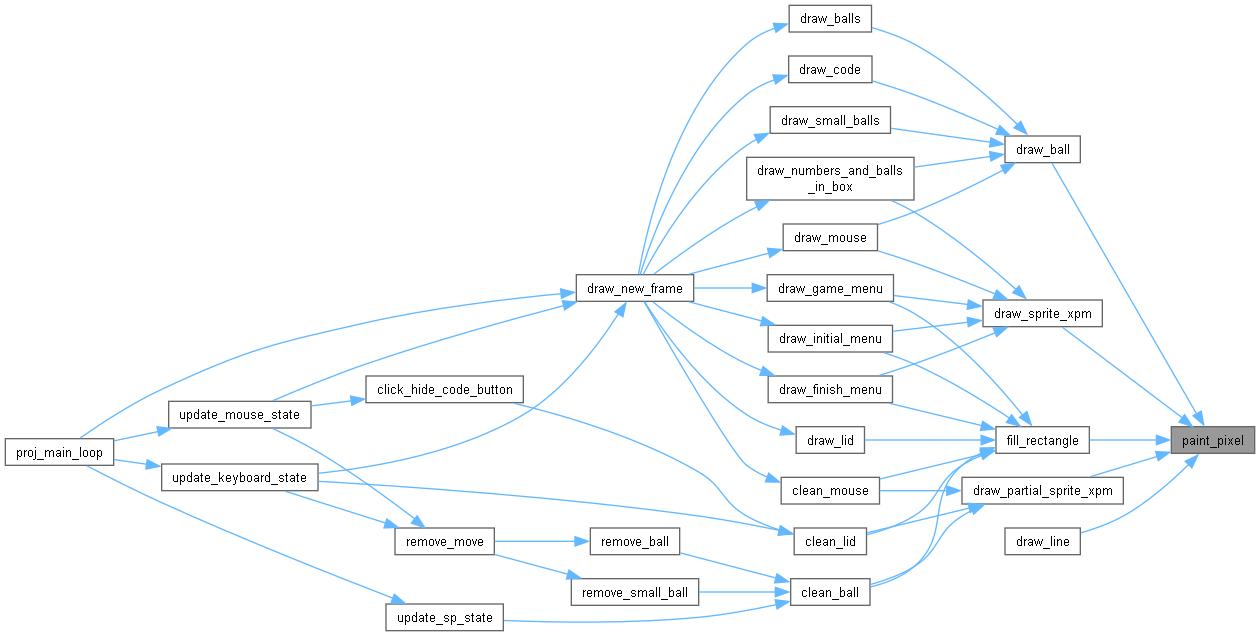 draw_balls
draw_code
draw_small_balls
draw_ball
draw_numbers_and_balls
_in_box
draw_mouse
draw_new_frame
draw_game_menu
draw_sprite_xpm
draw_initial_menu
click_hide_code_button
draw_finish_menu
update_mouse_state
proj_main_loop
draw_lid
fill_rectangle
paint_pixel
update_keyboard_state
clean_mouse
draw_partial_sprite_xpm
remove_move
remove_ball
clean_lid
draw_line
remove_small_ball
clean_ball
update_sp_state